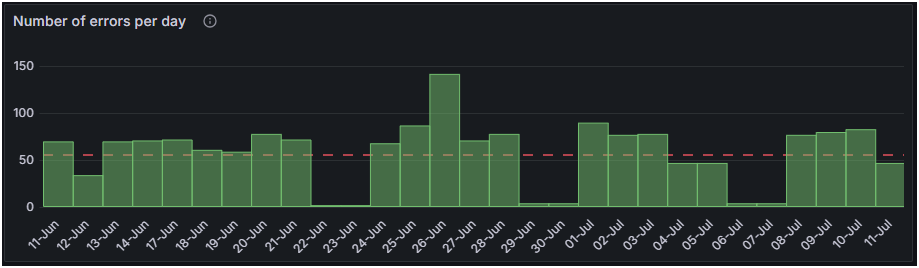 Number of errors per day
150
100
50
0
11-Jun 12-Jun 13-Jun 14-Jun 17-Jun 18-Jun 19-Jun 20-Jun 21-Jun 22-Jun 23-Jun 24-Jun 25-Jun 26-Jun 27-Jun 28-Jun 29-Jun 30-Jun 01-Jul 02-Jul 03-Jul 04-Jul 05-Jul 06-Jul 07-Jul 08-Jul 09-Jul 10-Jul 11-Jul